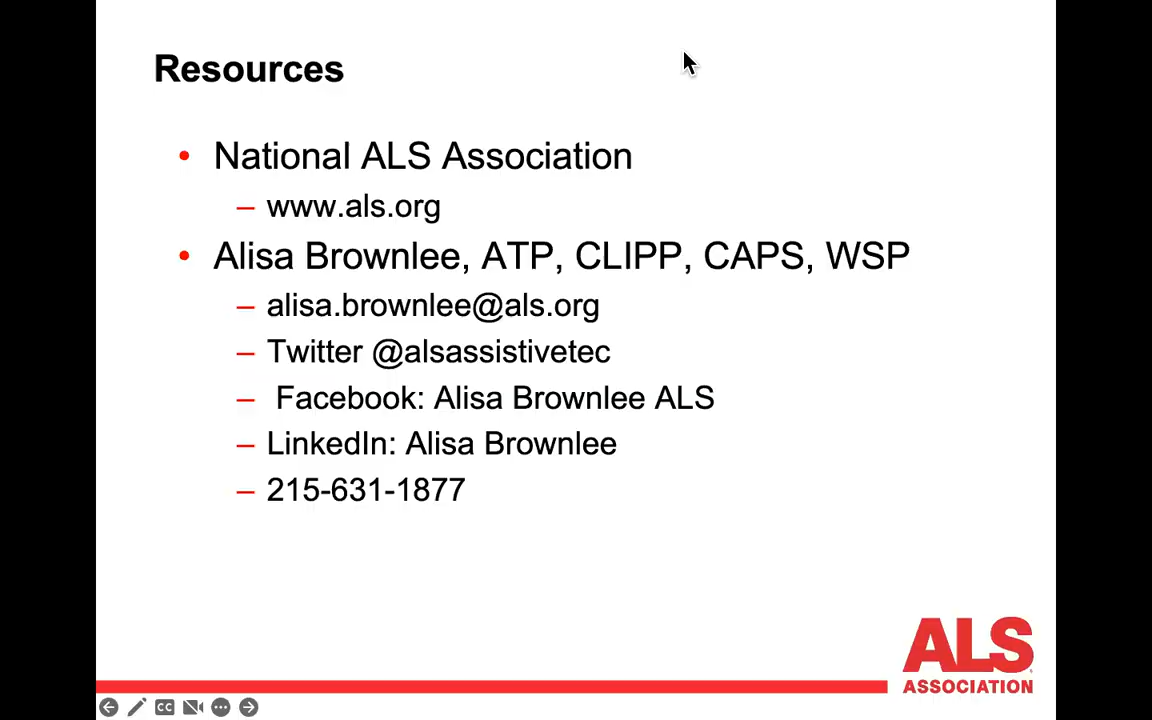 Resources
• National ALS Association
– www.als.org
• Alisa Brownlee, ATP, CLIPP, CAPS, WSP
– alisa.brownlee@als.org
– Twitter @alsassistivetec
– Facebook: Alisa Brownlee ALS
– LinkedIn: Alisa Brownlee
– 215-631-1877
ALS
ASSOCIATION
CC